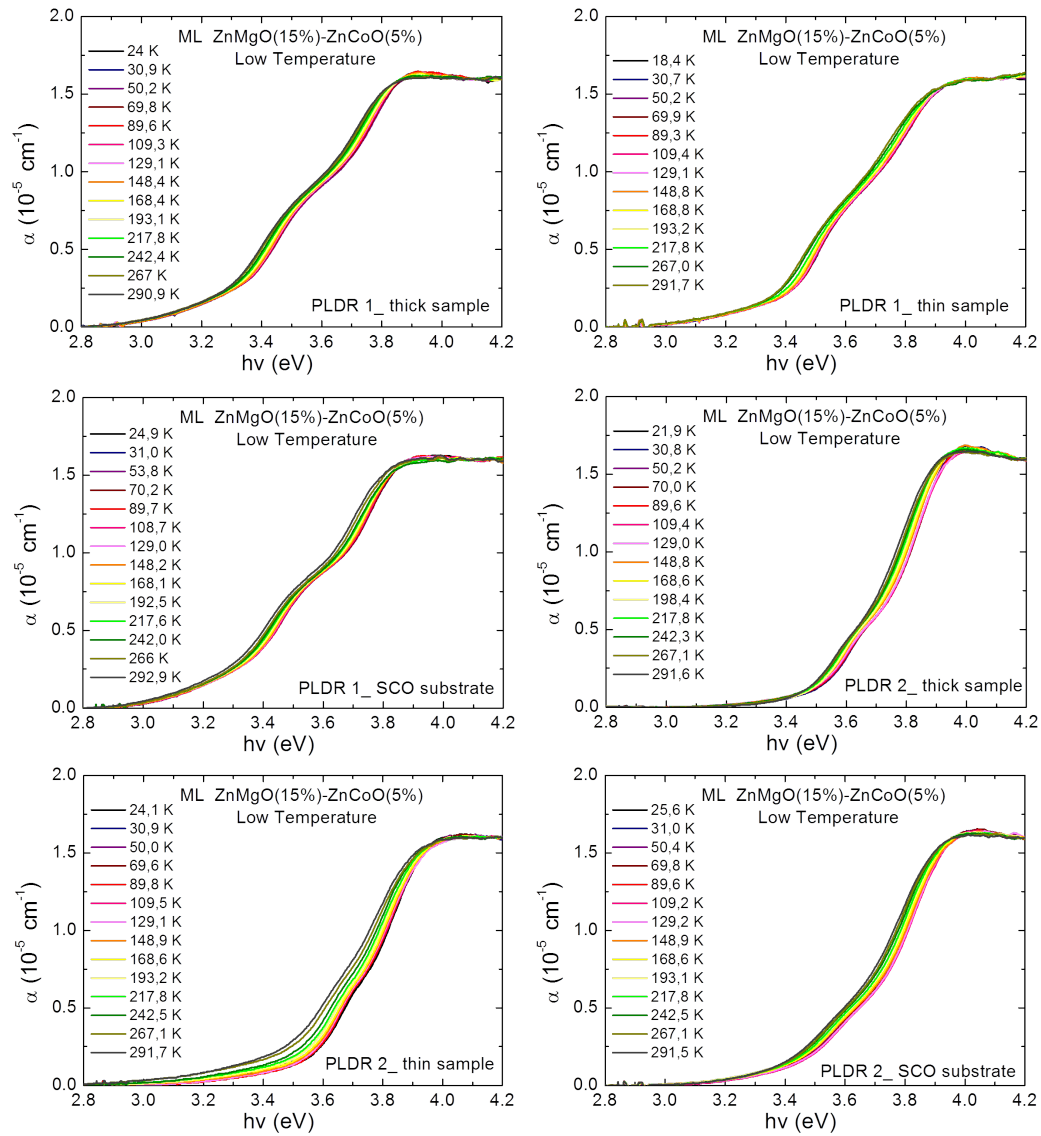 2.0
ML ZnMgO(15%)-ZnCoO(5%)
Low Temperature
24 K
30,9 K
50,2 K
69,8 K
89,6 K
109,3 K
129,1 K
148,4 K
168,4 K
193,1 K
217,8 K
242,4 K
267 K
290,9 K
1.5
1.0
0.5
0.0
α (10⁻⁵ cm⁻¹)
PLDR 1_ thick sample
2.8 3.0 3.2 3.4 3.6 3.8 4.0 4.2
hν (eV)
2.0
ML ZnMgO(15%)-ZnCoO(5%)
Low Temperature
18,4 K
30,7 K
50,2 K
69,9 K
89,3 K
109,4 K
129,1 K
148,8 K
168,8 K
193,2 K
217,8 K
267,0 K
291,7 K
1.5
1.0
0.5
0.0
α (10⁻⁵ cm⁻¹)
PLDR 1_ thin sample
2.8 3.0 3.2 3.4 3.6 3.8 4.0 4.2
hν (eV)
2.0
ML ZnMgO(15%)-ZnCoO(5%)
Low Temperature
24,9 K
31,0 K
53,8 K
70,2 K
89,7 K
108,7 K
129,0 K
148,2 K
168,1 K
192,5 K
217,6 K
242,0 K
266 K
292,9 K
1.5
1.0
0.5
0.0
α (10⁻⁵ cm⁻¹)
PLDR 1_ SCO substrate
2.8 3.0 3.2 3.4 3.6 3.8 4.0 4.2
hν (eV)
2.0
ML ZnMgO(15%)-ZnCoO(5%)
Low Temperature
21,9 K
30,8 K
50,2 K
70,0 K
89,6 K
109,4 K
129,0 K
148,8 K
168,6 K
198,4 K
217,8 K
242,3 K
267,1 K
291,6 K
1.5
1.0
0.5
0.0
α (10⁻⁵ cm⁻¹)
PLDR 2_ thick sample
2.8 3.0 3.2 3.4 3.6 3.8 4.0 4.2
hν (eV)
2.0
ML ZnMgO(15%)-ZnCoO(5%)
Low Temperature
24,1 K
30,9 K
50,0 K
69,6 K
89,8 K
109,5 K
129,1 K
148,9 K
168,6 K
193,2 K
217,8 K
242,5 K
267,1 K
291,7 K
1.5
1.0
0.5
0.0
α (10⁻⁵ cm⁻¹)
PLDR 2_ thin sample
2.8 3.0 3.2 3.4 3.6 3.8 4.0 4.2
hν (eV)
2.0
ML ZnMgO(15%)-ZnCoO(5%)
Low Temperature
25,6 K
31,0 K
50,4 K
69,8 K
89,6 K
109,2 K
129,2 K
148,9 K
168,6 K
193,1 K
217,8 K
242,5 K
267,1 K
291,5 K
1.5
1.0
0.5
0.0
α (10⁻⁵ cm⁻¹)
PLDR 2_ SCO substrate
2.8 3.0 3.2 3.4 3.6 3.8 4.0 4.2
hν (eV)